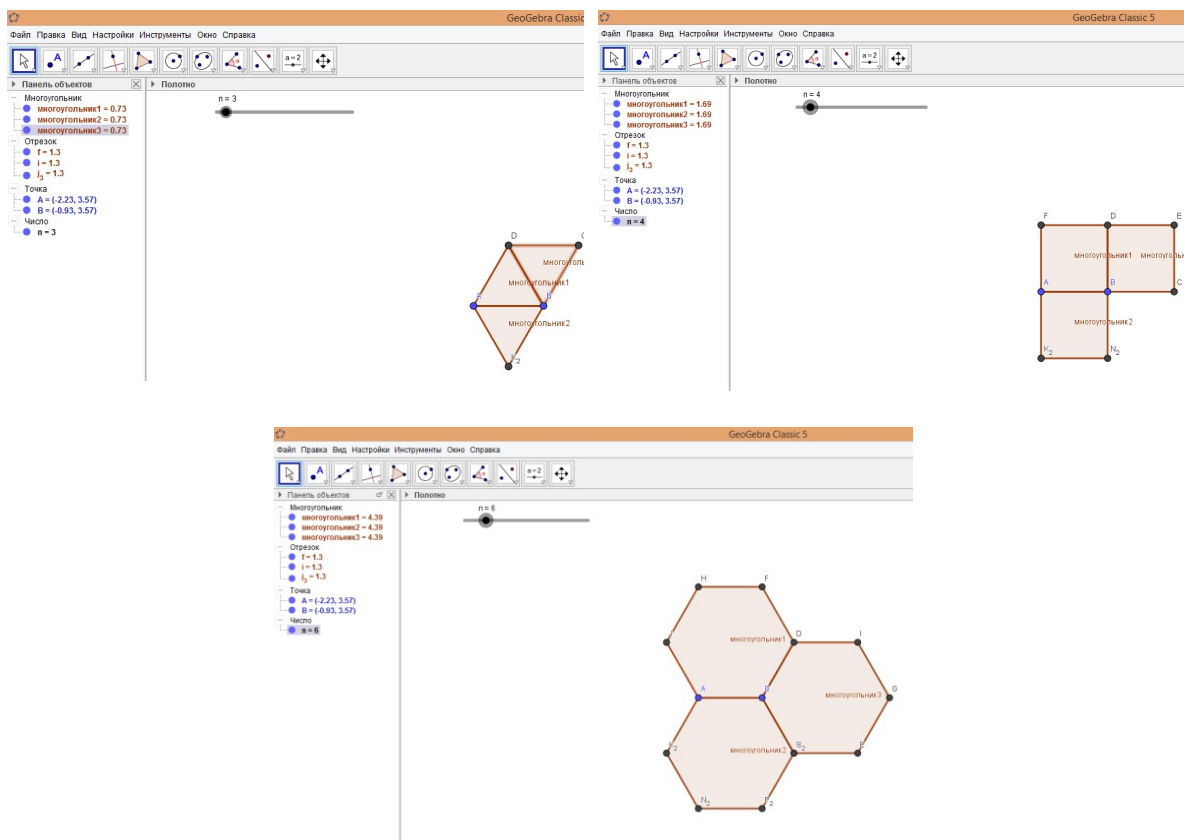 GeoGebra Classic
Файл Правка Вид Настройки Инструменты Окно Справка
a = 2
Панель объектов
Полотно
Многоугольник
многоугольник1 = 0.73
многоугольник2 = 0.73
многоугольник3 = 0.73
Отрезок
f = 1.3
i = 1.3
j₃ = 1.3
Точка
A = (-2.23, 3.57)
B = (-0.93, 3.57)
Число
n = 3
n = 3
D
многоугольник1
A
B
многоугольник2
K₂
GeoGebra Classic 5
Файл Правка Вид Настройки Инструменты Окно Справка
a = 2
Панель объектов
Полотно
Многоугольник
многоугольник1 = 1.69
многоугольник2 = 1.69
многоугольник3 = 1.69
Отрезок
f = 1.3
i = 1.3
j₃ = 1.3
Точка
A = (-2.23, 3.57)
B = (-0.93, 3.57)
Число
n = 4
n = 4
F D E
многоугольник1
A B C
многоугольник2
K₂ N₂
GeoGebra Classic 5
Файл Правка Вид Настройки Инструменты Окно Справка
a = 2
Панель объектов
Полотно
Многоугольник
многоугольник1 = 4.39
многоугольник2 = 4.39
многоугольник3 = 4.39
Отрезок
f = 1.3
i = 1.3
j₃ = 1.3
Точка
A = (-2.23, 3.57)
B = (-0.93, 3.57)
Число
n = 6
n = 6
H F
многоугольник1
D I
A B
многоугольник3
G
многоугольник2
N₂ F₂